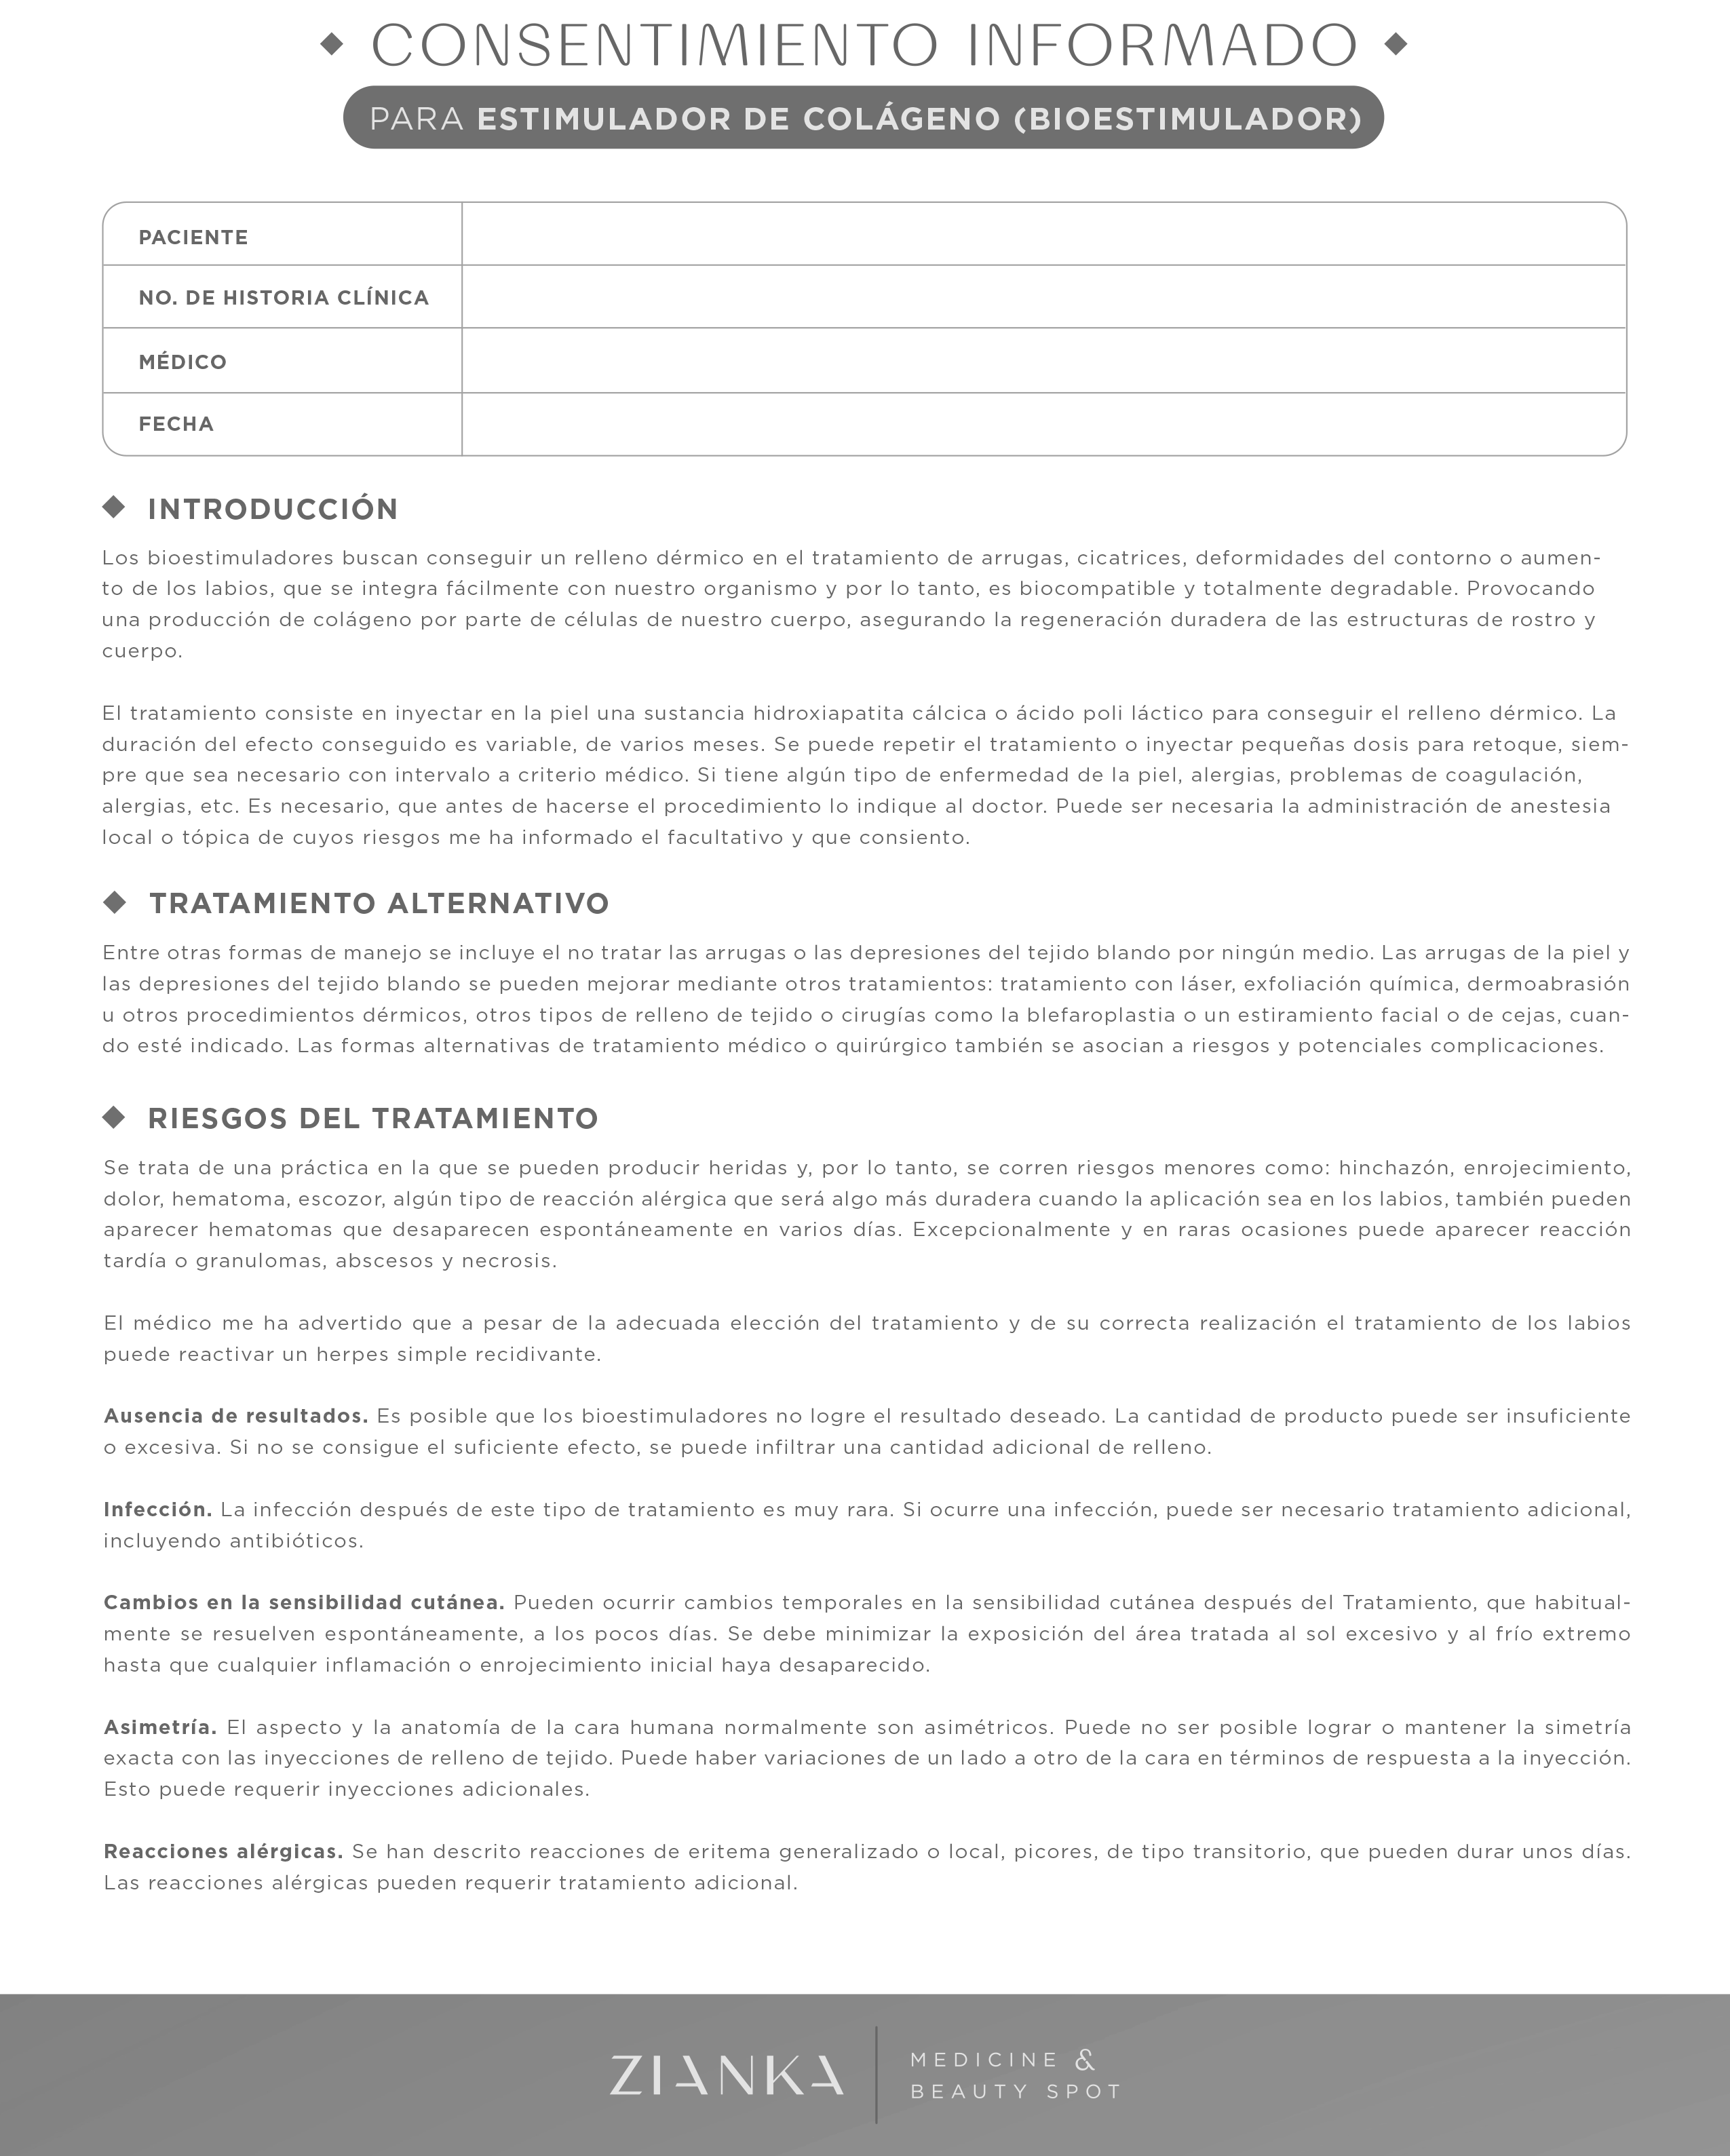 CONSENTIMIENTO INFORMADO
PARA ESTIMULADOR DE COLÁGENO (BIOESTIMULADOR)
PACIENTE
NO. DE HISTORIA CLÍNICA
MÉDICO
FECHA
INTRODUCCIÓN
Los bioestimuladores buscan conseguir un relleno dérmico en el tratamiento de arrugas, cicatrices, deformidades del contorno o aumen-
to de los labios, que se integra fácilmente con nuestro organismo y por lo tanto, es biocompatible y totalmente degradable. Provocando
una producción de colágeno por parte de células de nuestro cuerpo, asegurando la regeneración duradera de las estructuras de rostro y
cuerpo.
El tratamiento consiste en inyectar en la piel una sustancia hidroxiapatita cálcica o ácido poli láctico para conseguir el relleno dérmico. La
duración del efecto conseguido es variable, de varios meses. Se puede repetir el tratamiento o inyectar pequeñas dosis para retoque, siem-
pre que sea necesario con intervalo a criterio médico. Si tiene algún tipo de enfermedad de la piel, alergias, problemas de coagulación,
alergias, etc. Es necesario, que antes de hacerse el procedimiento lo indique al doctor. Puede ser necesaria la administración de anestesia
local o tópica de cuyos riesgos me ha informado el facultativo y que consiento.
TRATAMIENTO ALTERNATIVO
Entre otras formas de manejo se incluye el no tratar las arrugas o las depresiones del tejido blando por ningún medio. Las arrugas de la piel y
las depresiones del tejido blando se pueden mejorar mediante otros tratamientos: tratamiento con láser, exfoliación química, dermoabrasión
u otros procedimientos dérmicos, otros tipos de relleno de tejido o cirugías como la blefaroplastia o un estiramiento facial o de cejas, cuan-
do esté indicado. Las formas alternativas de tratamiento médico o quirúrgico también se asocian a riesgos y potenciales complicaciones.
RIESGOS DEL TRATAMIENTO
Se trata de una práctica en la que se pueden producir heridas y, por lo tanto, se corren riesgos menores como: hinchazón, enrojecimiento,
dolor, hematoma, escozor, algún tipo de reacción alérgica que será algo más duradera cuando la aplicación sea en los labios, también pueden
aparecer hematomas que desaparecen espontáneamente en varios días. Excepcionalmente y en raras ocasiones puede aparecer reacción
tardía o granulomas, abscesos y necrosis.
El médico me ha advertido que a pesar de la adecuada elección del tratamiento y de su correcta realización el tratamiento de los labios
puede reactivar un herpes simple recidivante.
Ausencia de resultados. Es posible que los bioestimuladores no logre el resultado deseado. La cantidad de producto puede ser insuficiente
o excesiva. Si no se consigue el suficiente efecto, se puede infiltrar una cantidad adicional de relleno.
Infección. La infección después de este tipo de tratamiento es muy rara. Si ocurre una infección, puede ser necesario tratamiento adicional,
incluyendo antibióticos.
Cambios en la sensibilidad cutánea. Pueden ocurrir cambios temporales en la sensibilidad cutánea después del Tratamiento, que habitual-
mente se resuelven espontáneamente, a los pocos días. Se debe minimizar la exposición del área tratada al sol excesivo y al frío extremo
hasta que cualquier inflamación o enrojecimiento inicial haya desaparecido.
Asimetría. El aspecto y la anatomía de la cara humana normalmente son asimétricos. Puede no ser posible lograr o mantener la simetría
exacta con las inyecciones de relleno de tejido. Puede haber variaciones de un lado a otro de la cara en términos de respuesta a la inyección.
Esto puede requerir inyecciones adicionales.
Reacciones alérgicas. Se han descrito reacciones de eritema generalizado o local, picores, de tipo transitorio, que pueden durar unos días.
Las reacciones alérgicas pueden requerir tratamiento adicional.
ZIANKA
MEDICINE &
BEAUTY SPOT